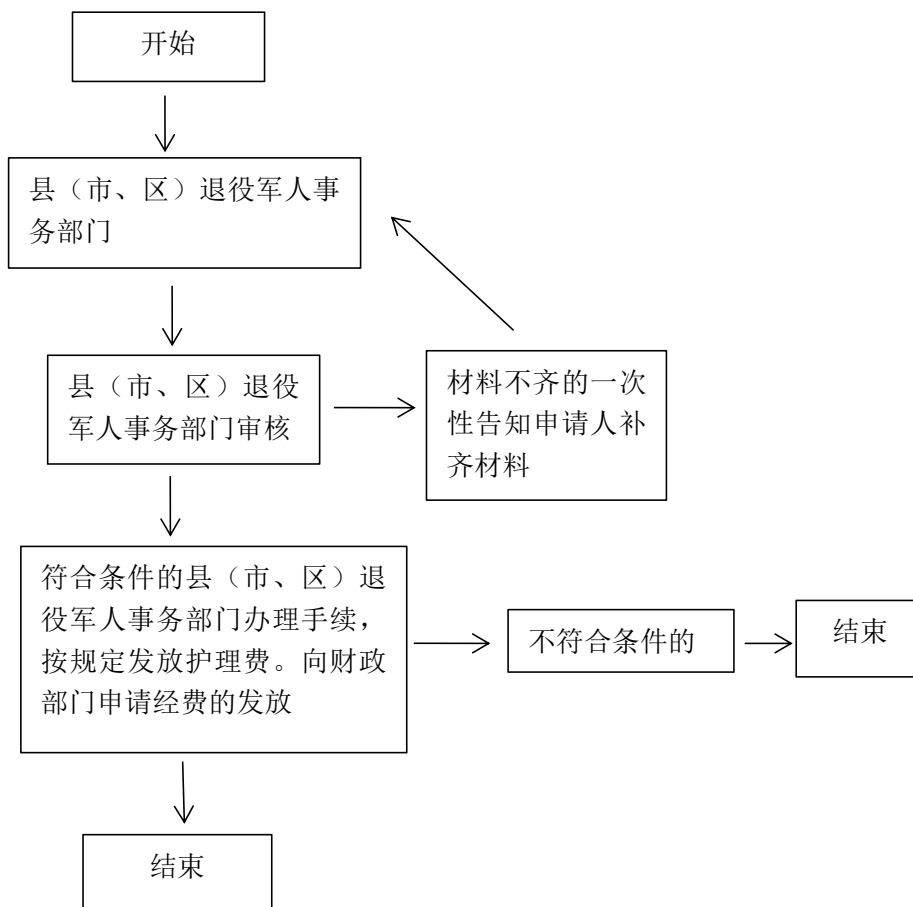 开始
县（市、区）退役军人事
务部门
县（市、区）退役
军人事务部门审核
材料不齐的一次
性告知申请人补
齐材料
符合条件的县（市、区）退
役军人事务部门办理手续，
按规定发放护理费。向财政
部门申请经费的发放
不符合条件的
结束
结束